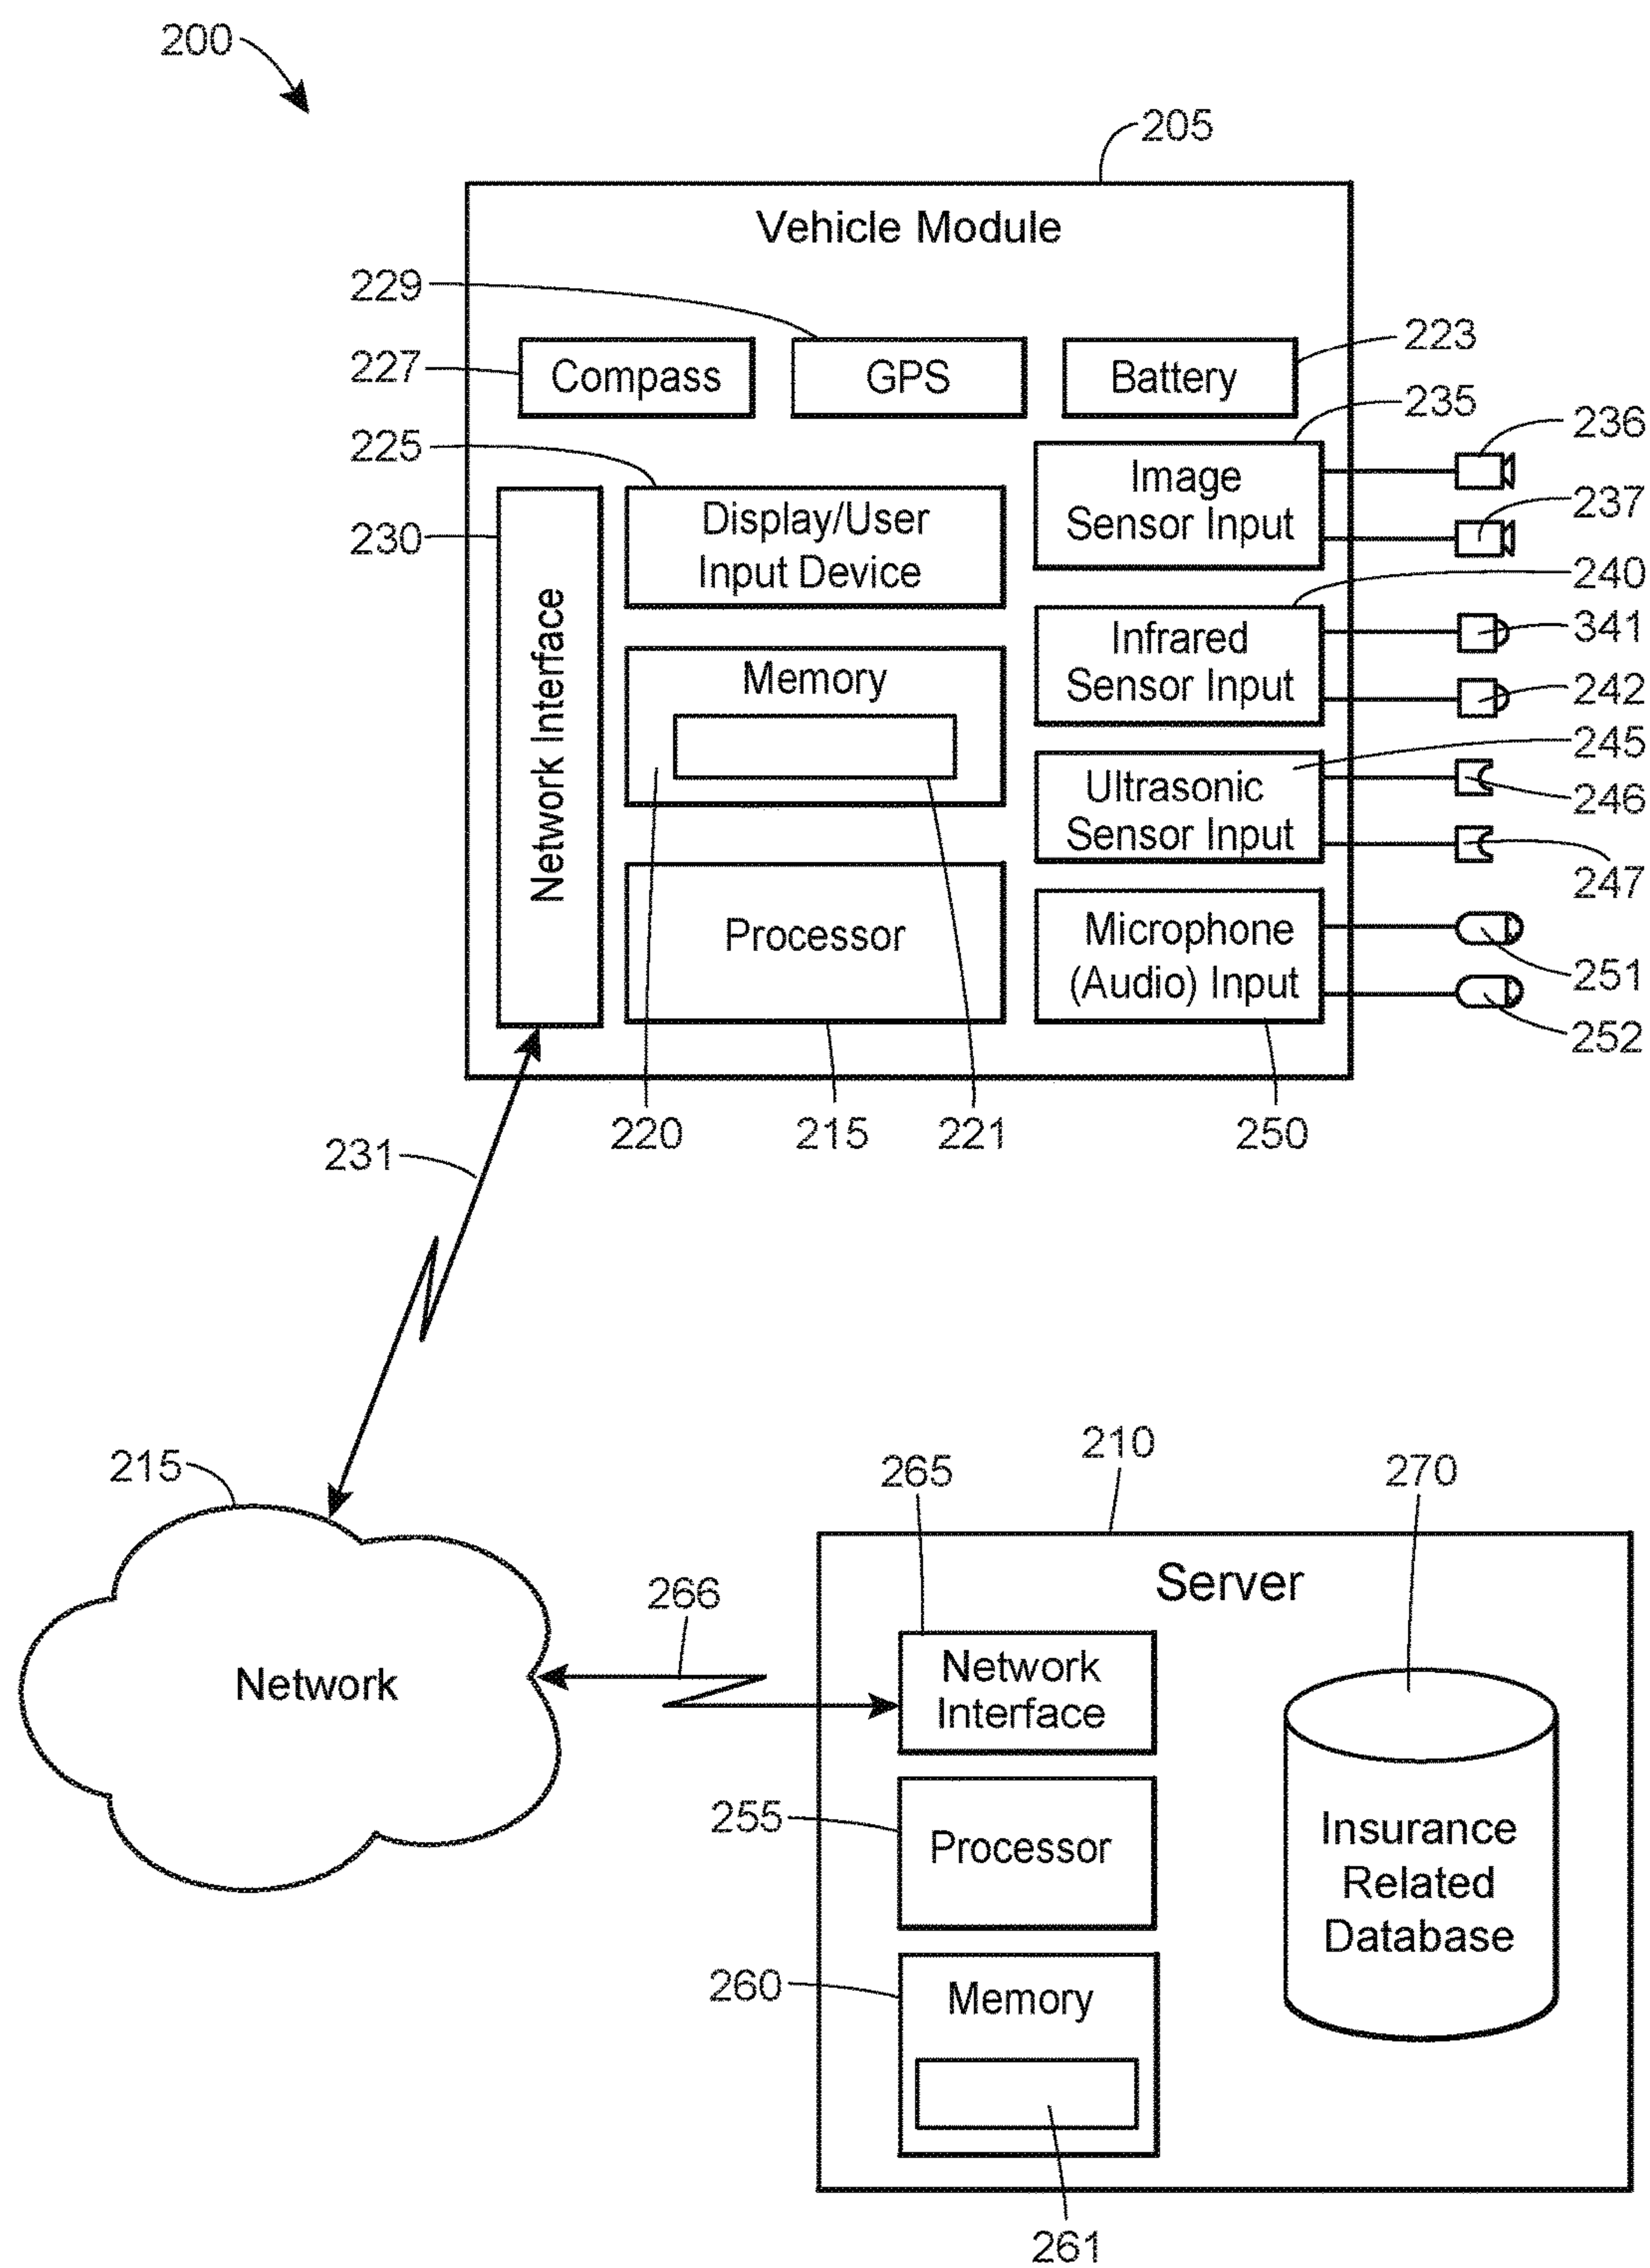 200
205
Vehicle Module
229
227
Compass
GPS
Battery
223
235
225
230
Network Interface
Display/User
Input Device
Image
Sensor Input
236
237
240
Memory
Infrared
Sensor Input
341
242
245
Ultrasonic
Sensor Input
246
247
Processor
Microphone
(Audio) Input
251
252
220
215
221
250
231
215
Network
266
265
210
270
Server
Network
Interface
255
Processor
Insurance
Related
Database
260
Memory
261